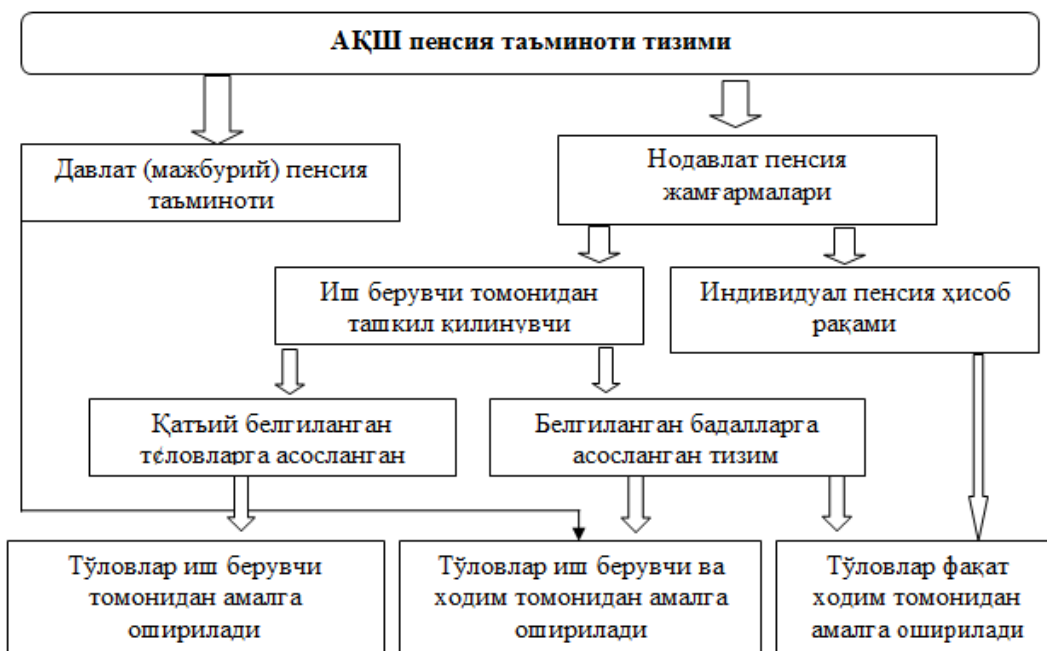 АҚШ пенсия таъминоти тизими
Давлат (мажбурий) пенсия
таъминоти
Нодавлат пенсия
жамғармалари
Иш берувчи томонидан
ташкил қилинувчи
Индивидуал пенсия ҳисоб
рақами
Қатъий белгиланган
тўловларга асосланган
Белгиланган бадалларга
асосланган тизим
Тўловлар иш берувчи
томонидан амалга
оширилади
Тўловлар иш берувчи ва
ходим томонидан амалга
оширилади
Тўловлар фақат
ходим томонидан
амалга оширилади